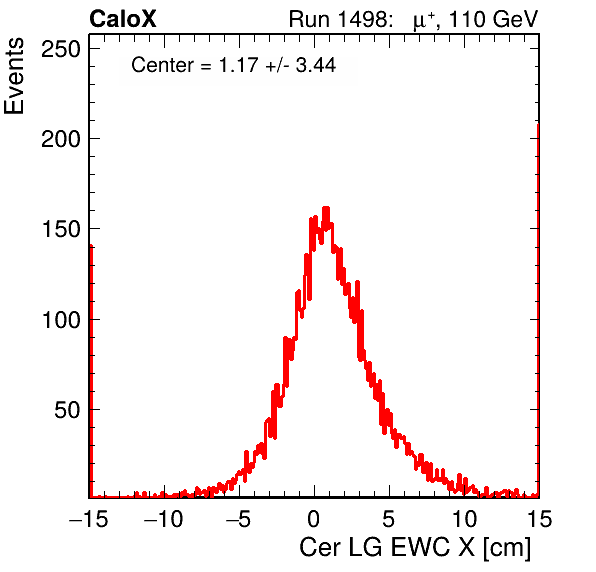 CaloX Run 1498: μ⁺, 110 GeV
Events
Center = 1.17 +/- 3.44
250
200
150
100
50
−15 −10 −5 0 5 10 15
Cer LG EWC X [cm]